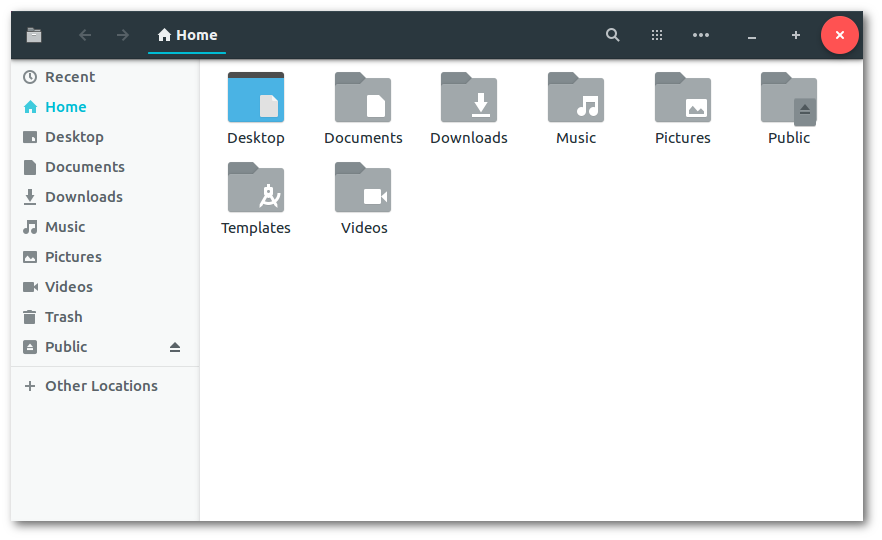 Home
Recent
Home
Desktop
Documents
Downloads
Music
Pictures
Videos
Trash
Public
Other Locations
Desktop Documents Downloads Music Pictures Public
Templates Videos